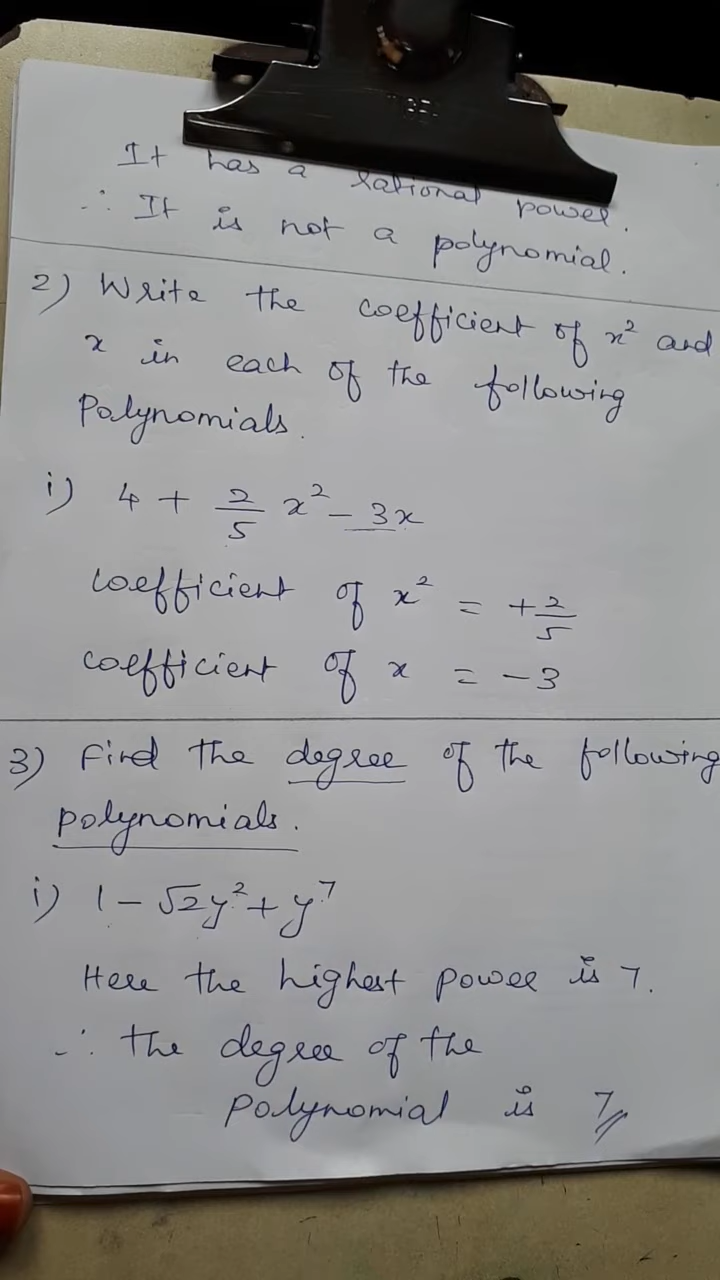 It has a rational power.
∴ It is not a polynomial.
2) Write the coefficient of x² and
x in each of the following
Polynomials.
i) 4 + 2/5 x² - 3x
coefficient of x² = + 2/5
coefficient of x = -3
3) Find the degree of the following
polynomials.
i) 1 - √2y² + y⁷
Here the highest power is 7.
∴ the degree of the
polynomial is 7